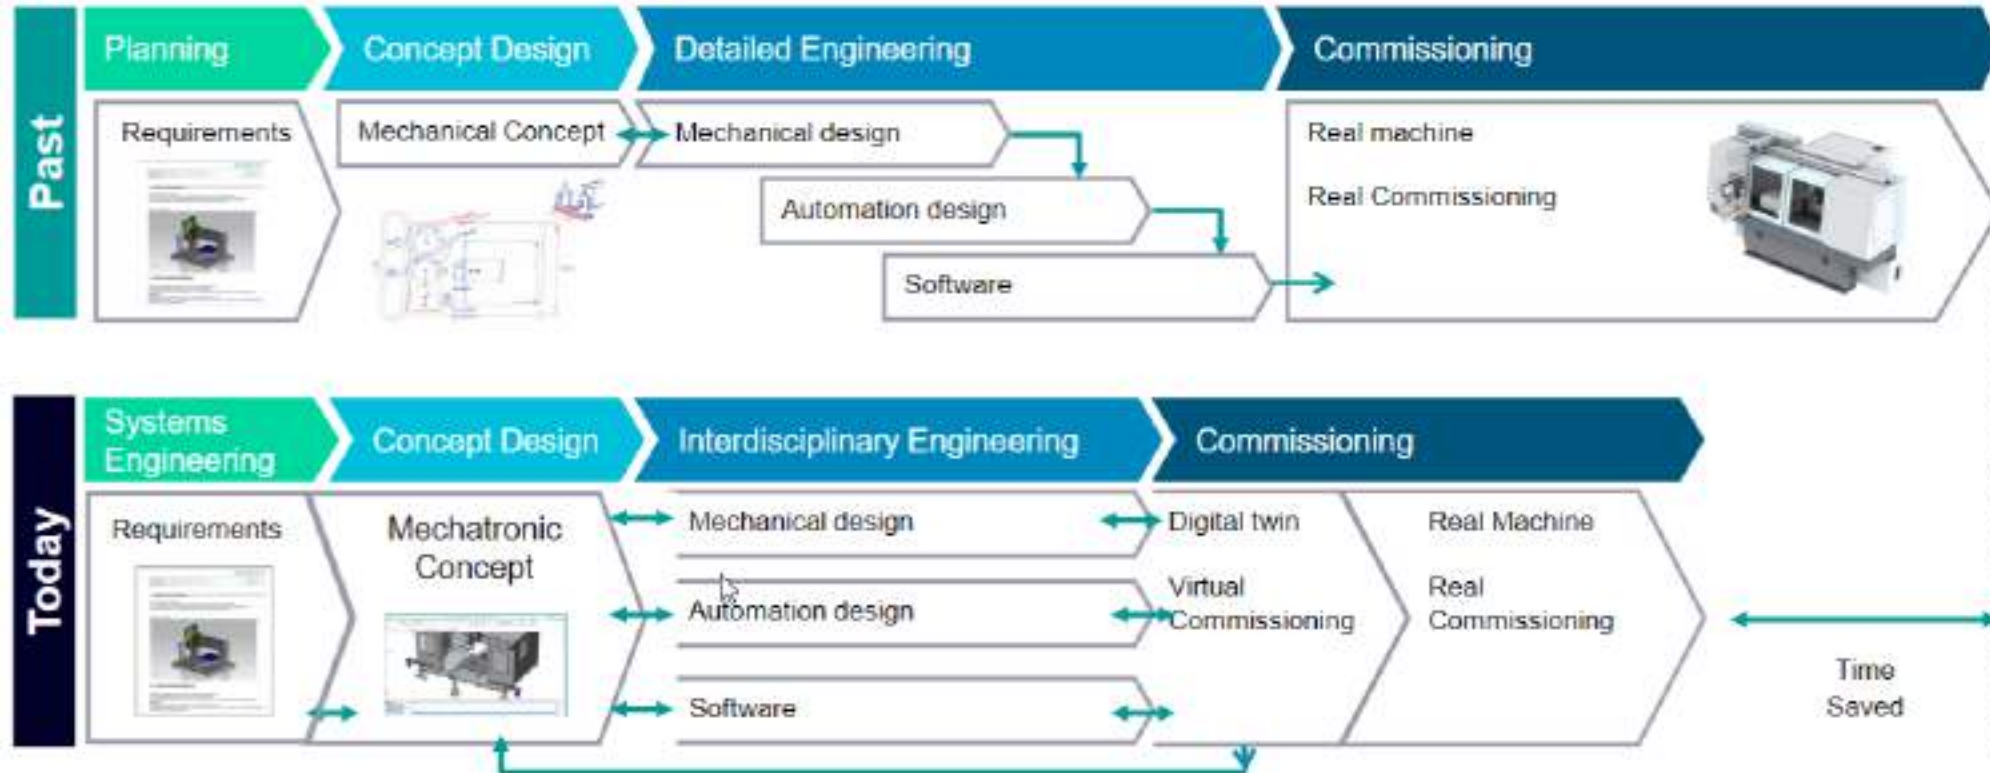 Past
Planning
Concept Design
Detailed Engineering
Commissioning
Requirements
Mechanical Concept
Mechanical design
Automation design
Software
Real machine
Real Commissioning
Today
Systems
Engineering
Concept Design
Interdisciplinary Engineering
Commissioning
Requirements
Mechatronic
Concept
Mechanical design
Automation design
Software
Digital twin
Virtual
Commissioning
Real Machine
Real
Commissioning
Time
Saved